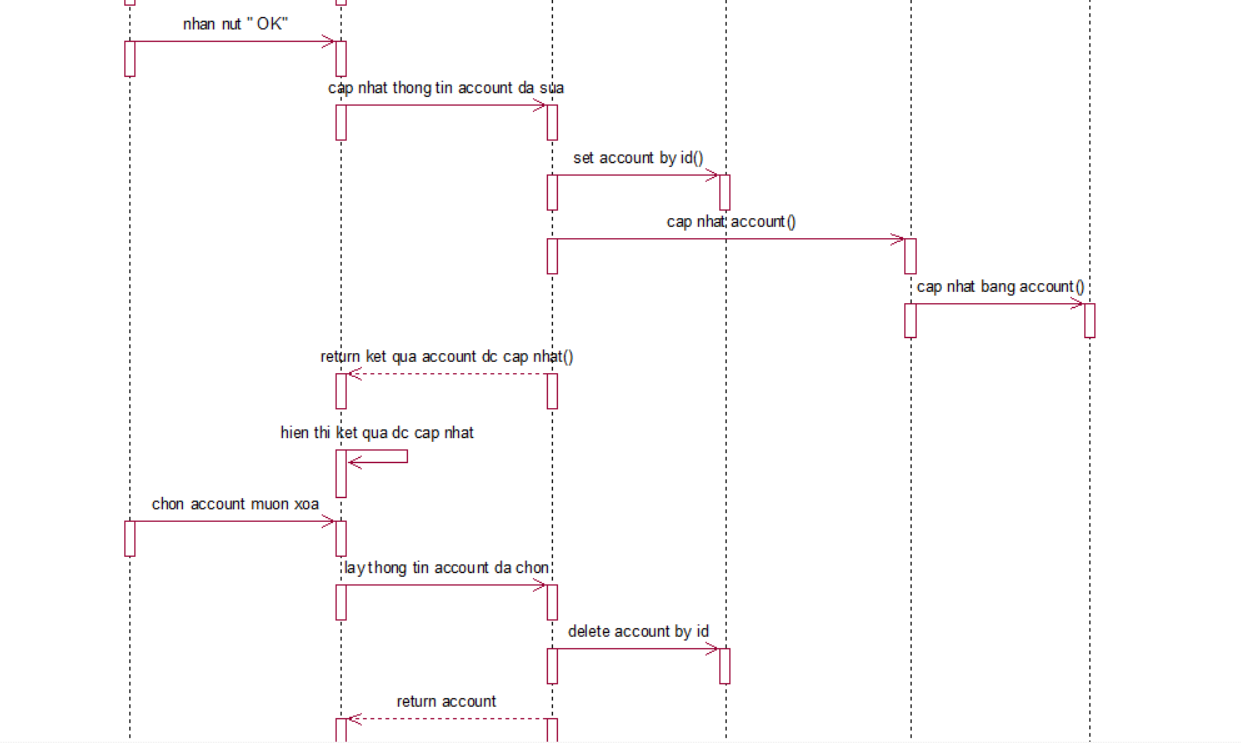 nhan nut " OK"
cap nhat thong tin account da sua
set account by id()
cap nhat account()
cap nhat bang account()
return ket qua account dc cap nhat()
hien thi ket qua dc cap nhat
chon account muon xoa
lay thong tin account da chon
delete account by id
return account